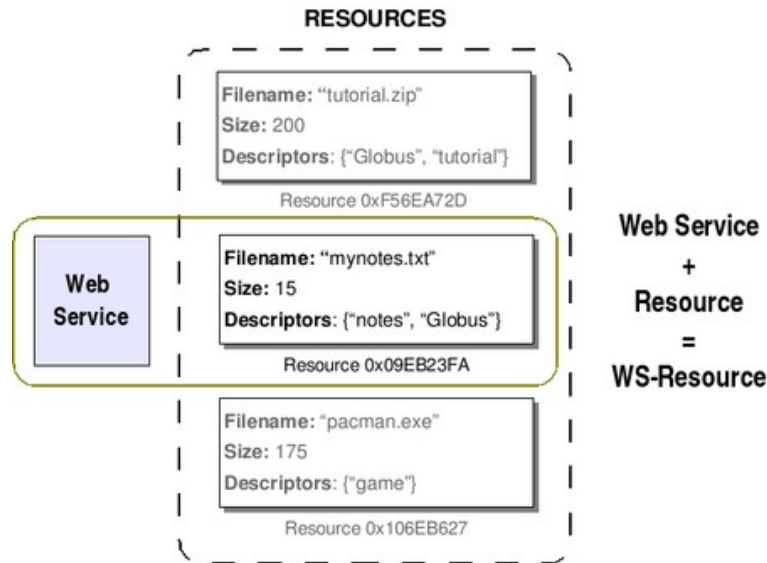 RESOURCES
Filename: “tutorial.zip”
Size: 200
Descriptors: {“Globus”, “tutorial”}
Resource 0xF56EA72D
Web
Service
Filename: “mynotes.txt”
Size: 15
Descriptors: {“notes”, “Globus”}
Resource 0x09EB23FA
Filename: “pacman.exe”
Size: 175
Descriptors: {“game”}
Resource 0x106EB627
Web Service
+
Resource
=
WS-Resource